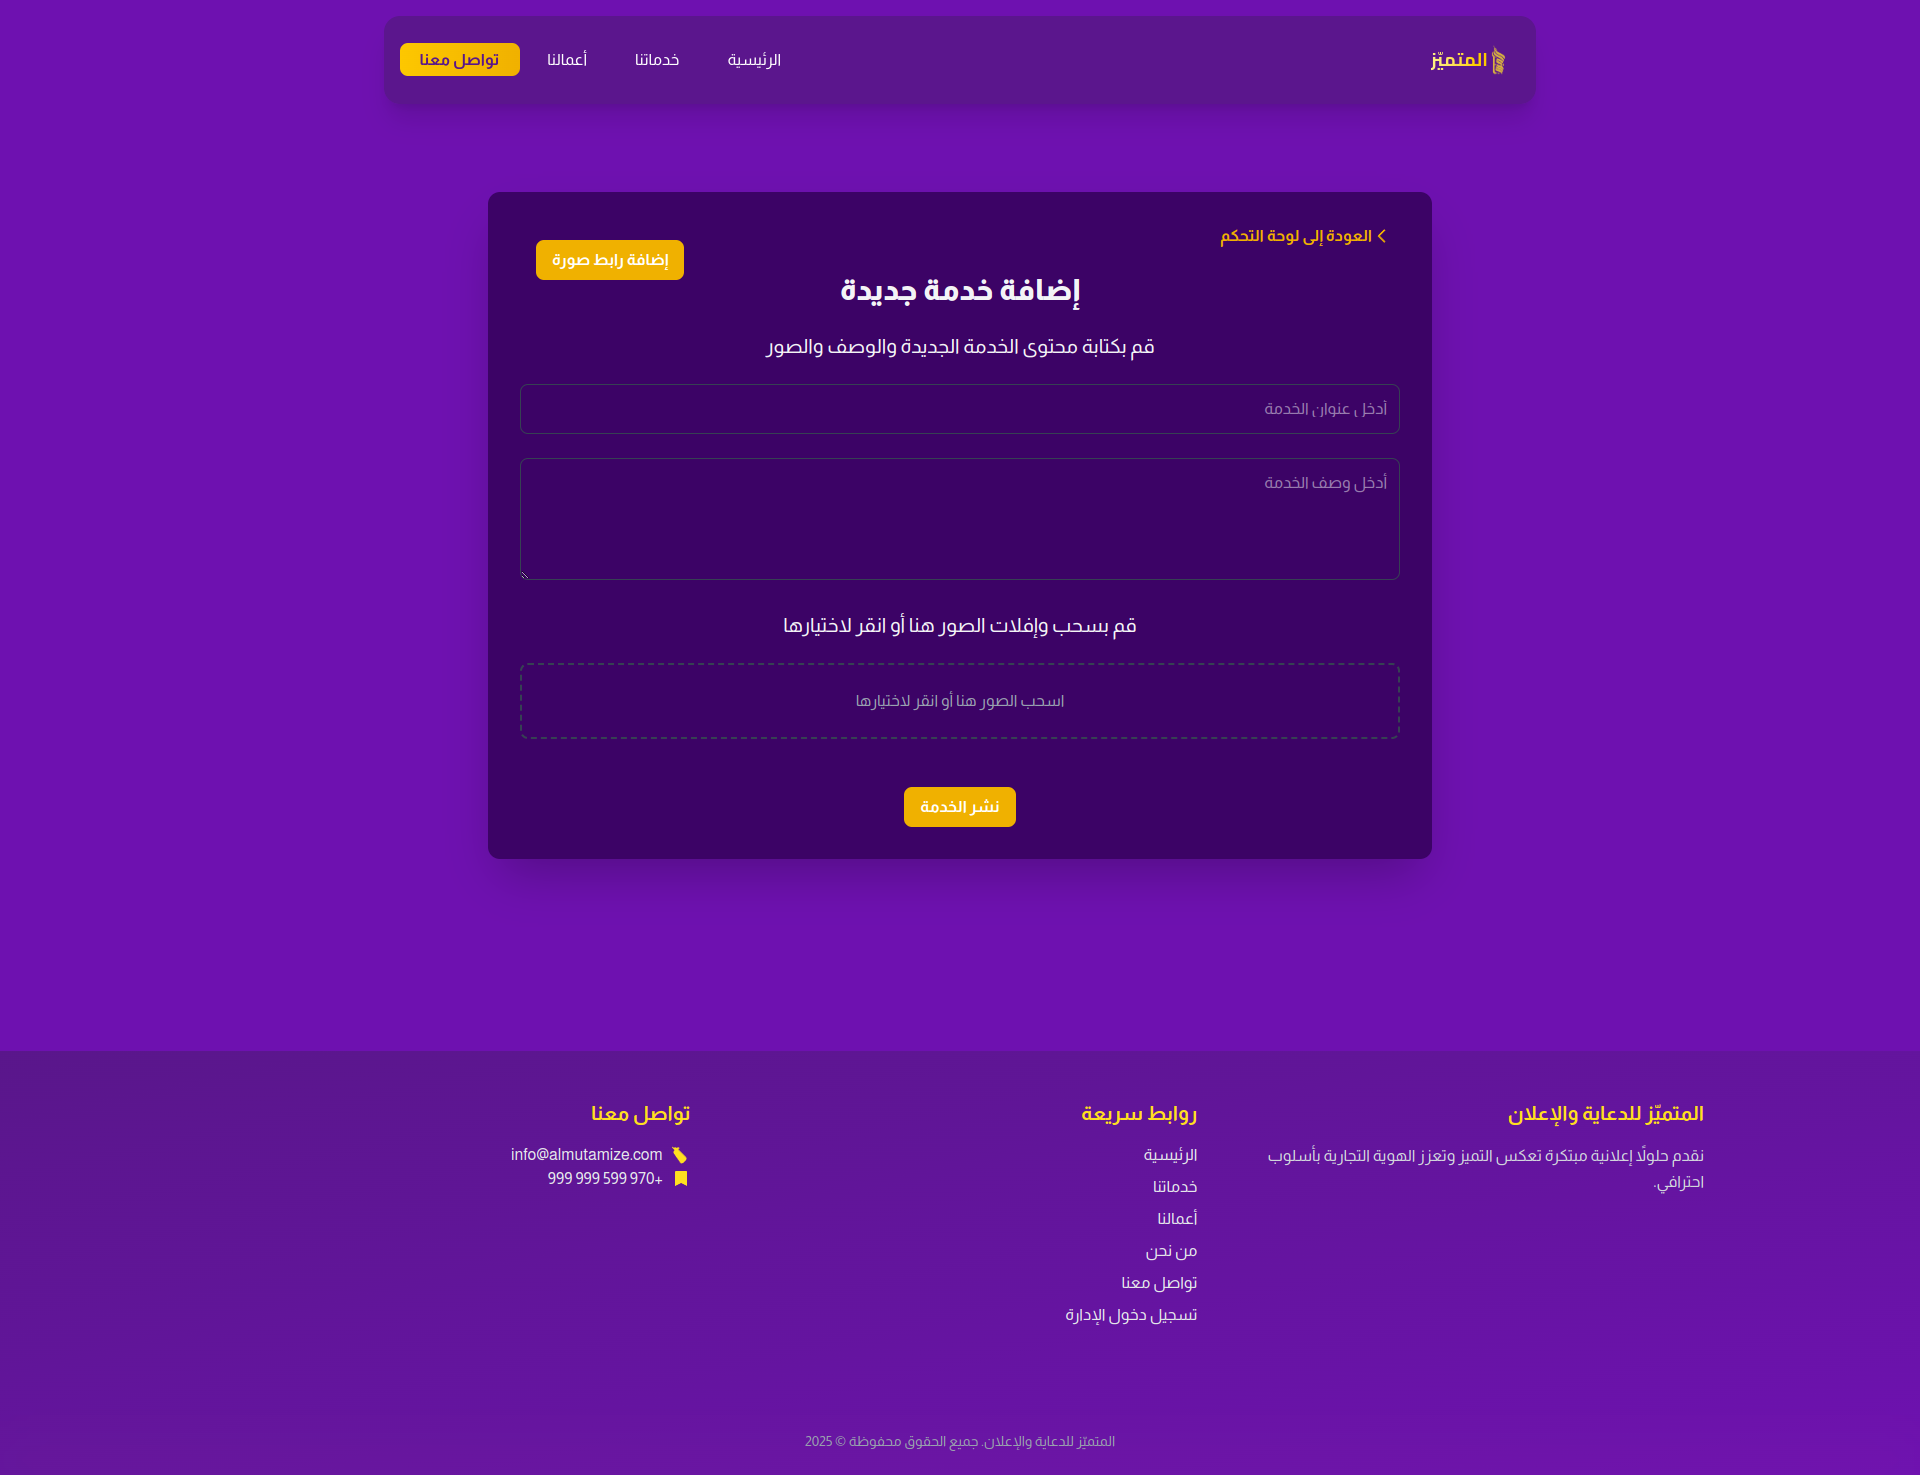 المتميّز
الرئيسية
خدماتنا
أعمالنا
تواصل معنا
العودة إلى لوحة التحكم
إضافة رابط صورة
إضافة خدمة جديدة
قم بكتابة محتوى الخدمة الجديدة والوصف والصور
أدخل عنوان الخدمة
أدخل وصف الخدمة
قم بسحب وإفلات الصور هنا أو انقر لاختيارها
اسحب الصور هنا أو انقر لاختيارها
نشر الخدمة
المتميّز للدعاية والإعلان
نقدم حلولاً إعلانية مبتكرة تعكس التميز وتعزز الهوية التجارية بأسلوب
احترافي.
روابط سريعة
الرئيسية
خدماتنا
أعمالنا
من نحن
تواصل معنا
تسجيل دخول الإدارة
تواصل معنا
info@almutamize.com
999 999 599 970+
المتميّز للدعاية والإعلان. جميع الحقوق محفوظة © 2025